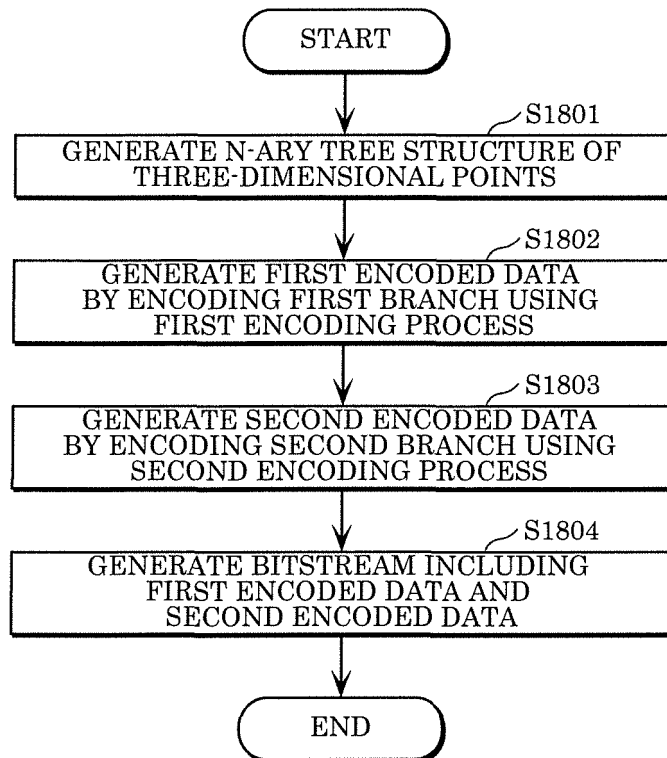 START
S1801
GENERATE N-ARY TREE STRUCTURE OF
THREE-DIMENSIONAL POINTS
S1802
GENERATE FIRST ENCODED DATA
BY ENCODING FIRST BRANCH USING
FIRST ENCODING PROCESS
S1803
GENERATE SECOND ENCODED DATA
BY ENCODING SECOND BRANCH USING
SECOND ENCODING PROCESS
S1804
GENERATE BITSTREAM INCLUDING
FIRST ENCODED DATA AND
SECOND ENCODED DATA
END